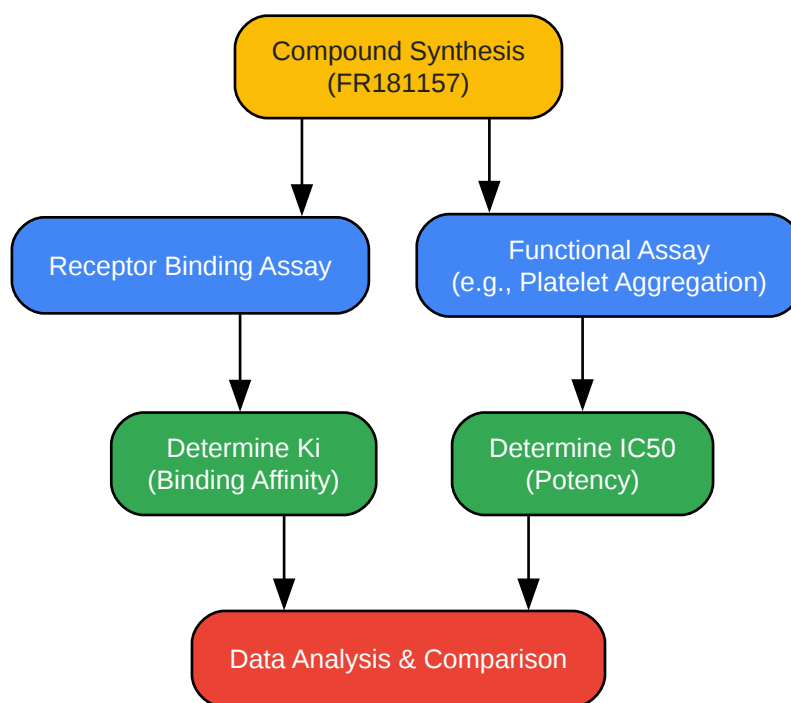 Compound Synthesis
(FR181157)
Receptor Binding Assay
Functional Assay
(e.g., Platelet Aggregation)
Determine Ki
(Binding Affinity)
Determine IC50
(Potency)
Data Analysis & Comparison